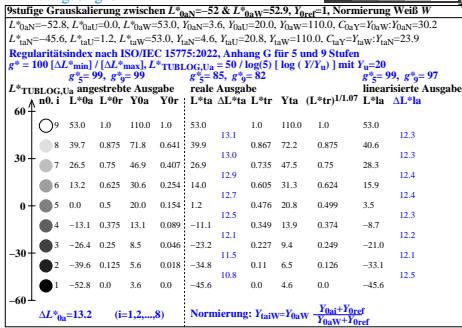 9stufige Grauskalierung zwischen L*0aN=−52 & L*0aW=52.9, Y0ref=1, Normierung Weiß W
L*0aN=−52.8, L*0aU=0.0, L*0aW=53.0, Y0aN=3.6, Y0aU=20.0, Y0aW=110.0, C0aY=Y0aW:Y0aN=30.2
L*taN=−45.6, L*taU=1.2, L*taW=53.0, YtaN=4.6, YtaU=20.8, YtaW=110.0, CtaY=YtaW:YtaN=23.9
Regularitätsindex nach ISO/IEC 15775:2022, Anhang G für 5 und 9 Stufen
g* = 100 [ΔL*min] / [ΔL*max], L*TUBLOG,Ua = 50 / log(5) [ log ( Y/Yu) ] mit Yu=20
g*5= 99, g*9= 99 g*5= 85, g*9= 82 g*5= 99, g*9= 97
L*TUBLOG,Ua angestrebte Ausgabe reale Ausgabe linearisierte Ausgabe
n0. i L*0a L*0r Y0a Y0r L*ta ΔL*ta L*tr Yta (L*tr)1/1.07 L*la ΔL*la
60
9 53.0 1.0 110.0 1.0 53.0 1.0 110.0 1.0 53.0
13.1 12.3
8 39.7 0.875 71.8 0.641 39.9 0.867 72.2 0.875 40.6
13.0 12.3
30 7 26.5 0.75 46.9 0.407 26.9 0.735 47.5 0.75 28.3
12.9 12.4
6 13.2 0.625 30.6 0.254 14.0 0.605 31.3 0.624 15.9
12.7 12.4
0 5 0.0 0.5 20.0 0.154 1.2 0.476 20.8 0.499 3.5
12.5 12.3
4 −13.1 0.375 13.1 0.089 −11.1 0.349 13.9 0.374 −8.7
12.1 12.3
−30 3 −26.4 0.25 8.5 0.046 −23.2 0.227 9.4 0.249 −21.0
11.5 12.1
2 −39.6 0.125 5.6 0.018 −34.8 0.11 6.5 0.126 −33.1
10.8 12.5
1 −52.8 0.0 3.6 0.0 −45.6 0.0 4.6 0.0 −45.6
−60
ΔL*0a=13.2 (i=1,2,...,8) Normierung: YtaiW=Y0aW Y0ai+Y0ref
Y0aW+Y0ref